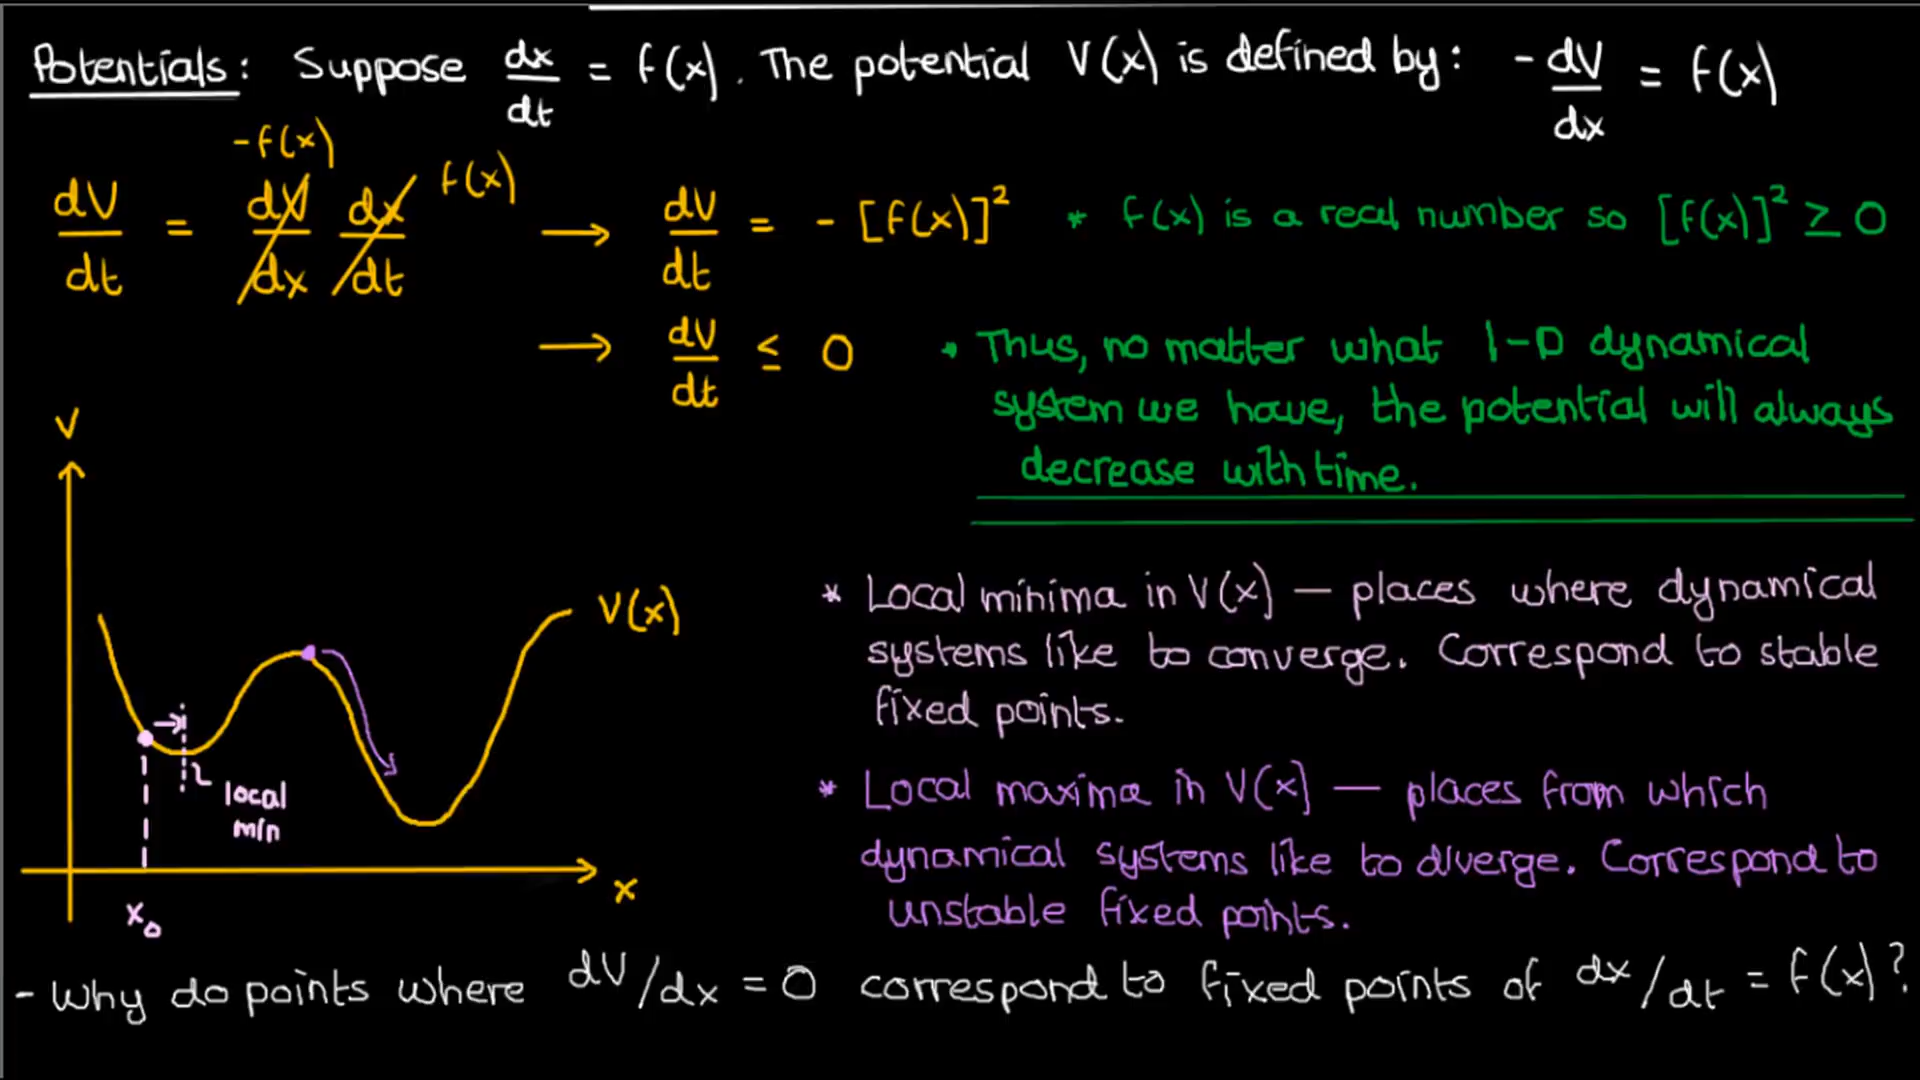 Potentials: Suppose dx/dt = f(x). The potential V(x) is defined by: - dV/dx = f(x)
-f(x)
f(x)
dV/dt = dV/dx dx/dt → dV/dt = - [f(x)]² * f(x) is a real number so [f(x)]² ≥ 0
→ dV/dt ≤ 0
* Thus, no matter what 1-D dynamical
system we have, the potential will always
decrease with time.
V
V(x)
local
min
x
x₀
* Local minima in V(x) — places where dynamical
systems like to converge. Correspond to stable
fixed points.
* Local maxima in V(x) — places from which
dynamical systems like to diverge. Correspond to
unstable fixed points.
- Why do points where dV/dx = 0 correspond to fixed points of dx/dt = f(x)?